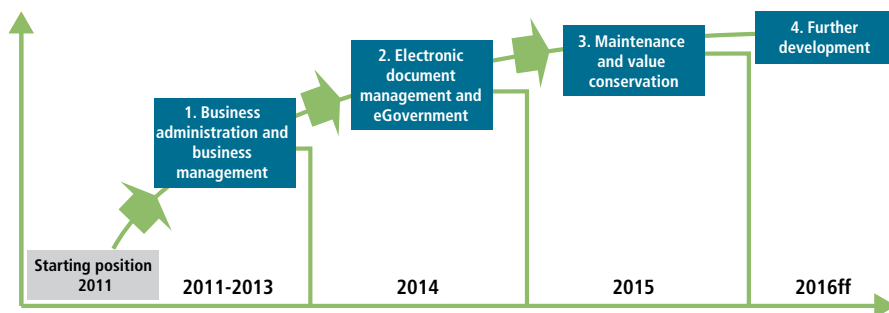 Starting position
2011
1. Business
administration and
business
management
2. Electronic
document
management and
eGovernment
3. Maintenance
and value
conservation
4. Further
development
2011-2013
2014
2015
2016ff